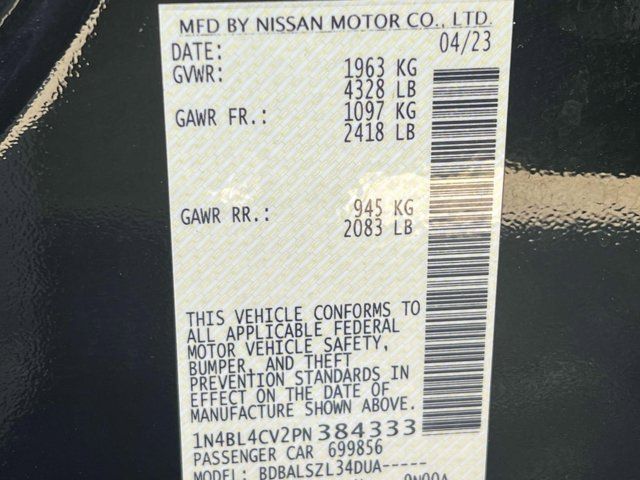 MFD BY NISSAN MOTOR CO., LTD.
DATE: 04/23
GVWR: 1963 KG
4328 LB
GAWR FR.: 1097 KG
2418 LB
GAWR RR.: 945 KG
2083 LB
THIS VEHICLE CONFORMS TO
ALL APPLICABLE FEDERAL
MOTOR VEHICLE SAFETY,
BUMPER, AND THEFT
PREVENTION STANDARDS IN
EFFECT ON THE DATE OF
MANUFACTURE SHOWN ABOVE.
1N4BL4CV2PN384333
PASSENGER CAR 699856
MODEL: BDBALSZL34DUA-----